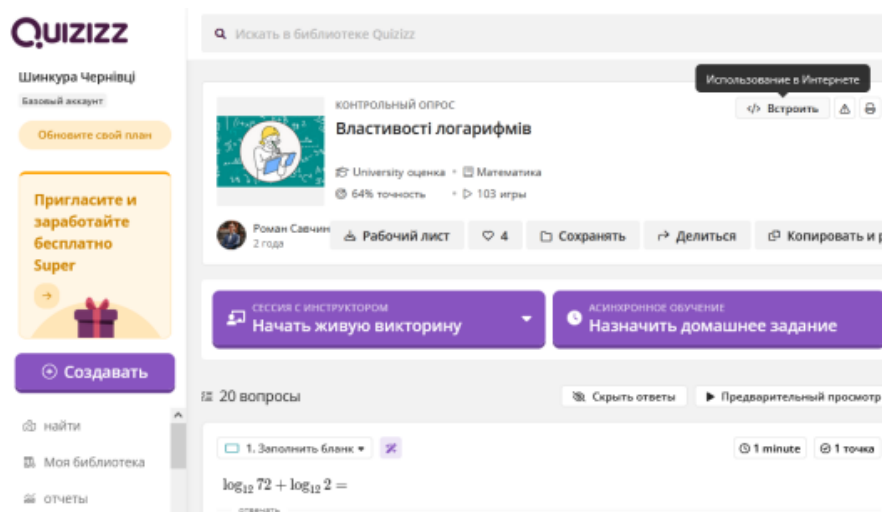 QUIZIZZ
Искать в библиотеке Quizizz
Шинкура Чернівці
Базовый аккаунт
Обновите свой план
Пригласите и
заработайте
бесплатно
Super
Создавать
найти
Моя библиотека
отчеты
Использование в Интернете
КОНТРОЛЬНЫЙ ОПРОС
</> Встроить
Властивості логарифмів
University оценка • Математика
64% точность • 103 игры
Роман Савчин
2 года
Рабочий лист
4
Сохранять
Делиться
Копировать и р
СЕССИЯ С ИНСТРУКТОРОМ
Начать живую викторину
АСИНХРОННОЕ ОБУЧЕНИЕ
Назначить домашнее задание
20 вопросы
Скрыть ответы
Предварительный просмотр
1. Заполнить бланк
1 minute
1 точка
log₁₂ 72 + log₁₂ 2 =